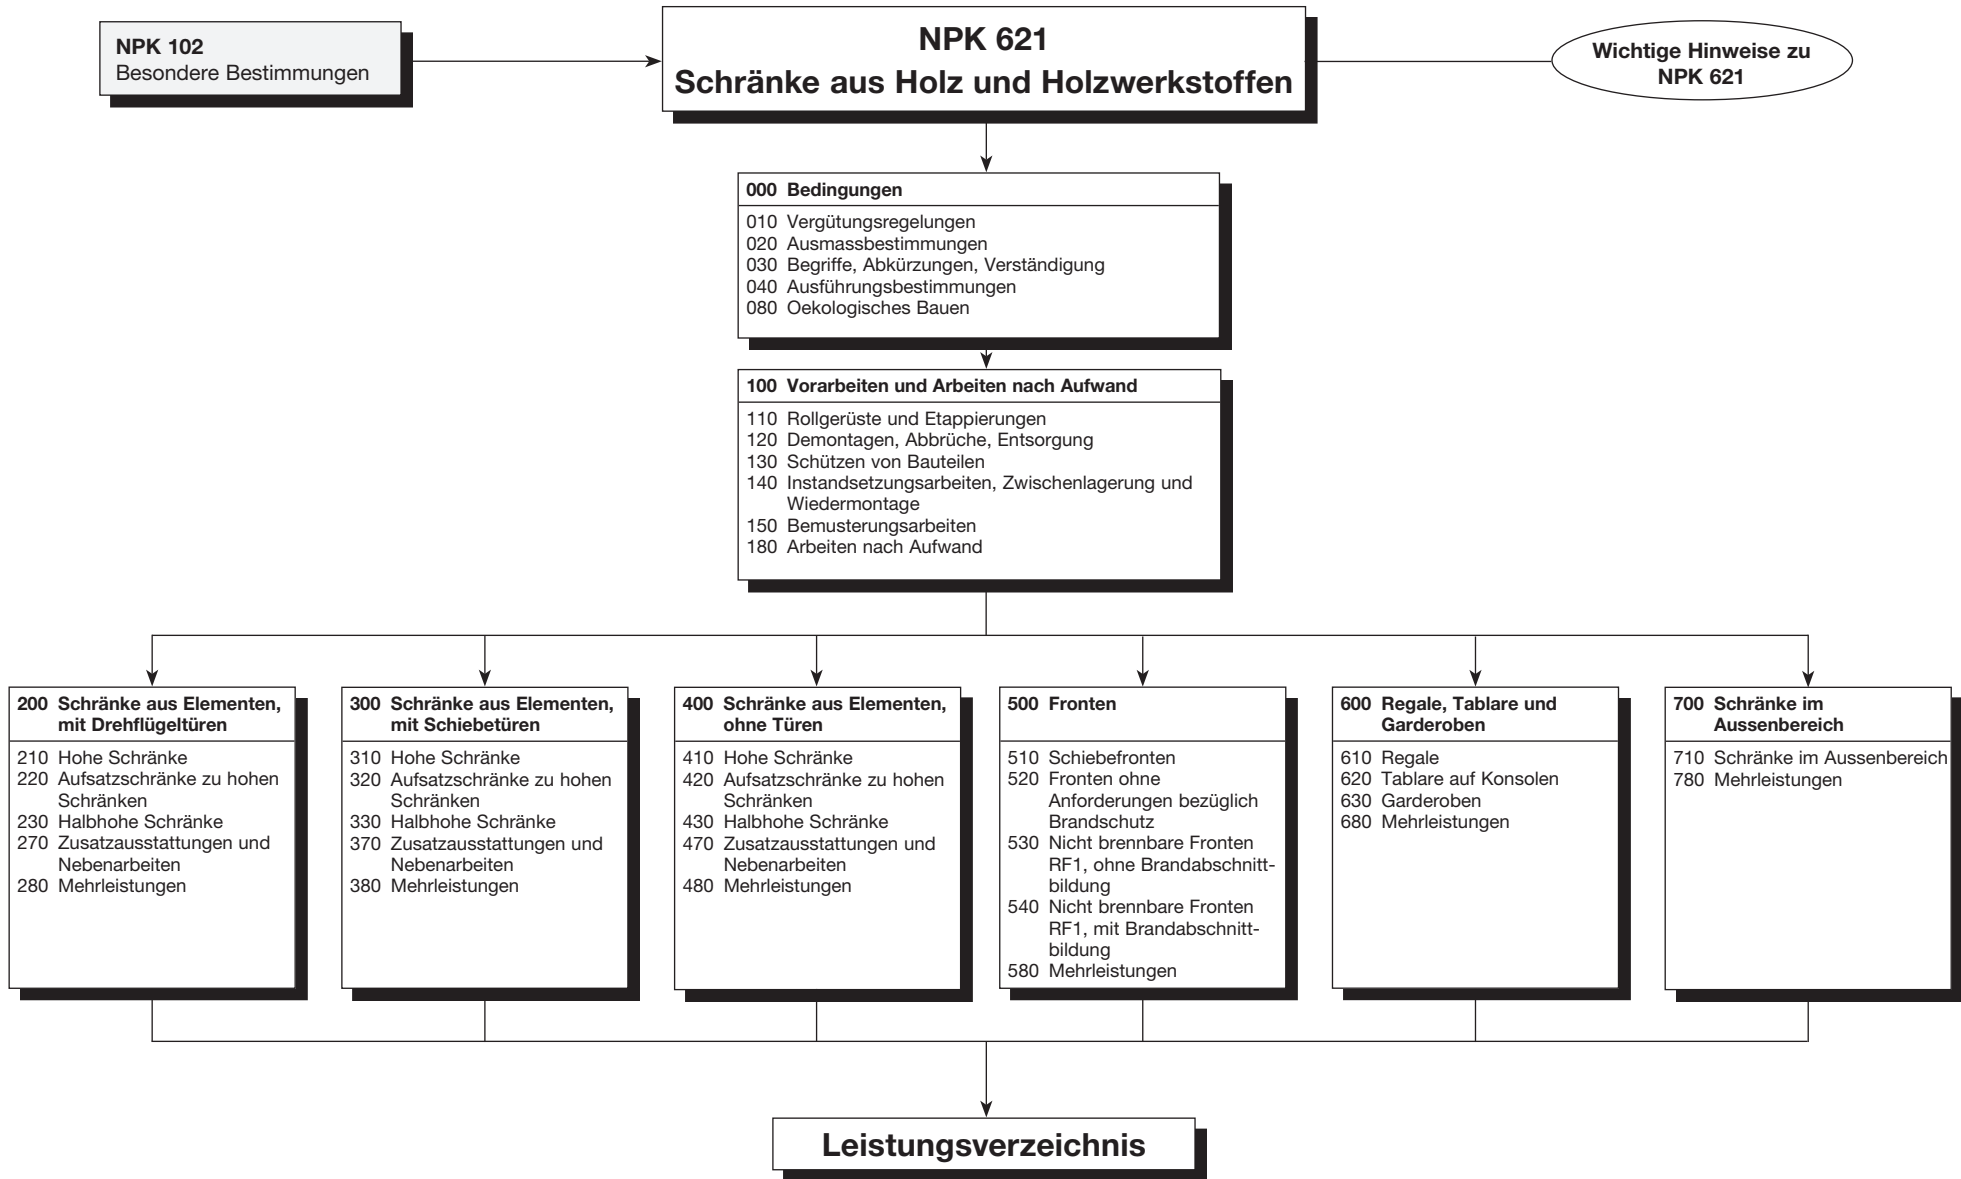 NPK 102
Besondere Bestimmungen
NPK 621
Schränke aus Holz und Holzwerkstoffen
Wichtige Hinweise zu
NPK 621
000 Bedingungen
010 Vergütungsregelungen
020 Ausmassbestimmungen
030 Begriffe, Abkürzungen, Verständigung
040 Ausführungsbestimmungen
080 Oekologisches Bauen
100 Vorarbeiten und Arbeiten nach Aufwand
110 Rollgerüste und Etappierungen
120 Demontagen, Abbrüche, Entsorgung
130 Schützen von Bauteilen
140 Instandsetzungsarbeiten, Zwischenlagerung und
Wiedermontage
150 Bemusterungsarbeiten
180 Arbeiten nach Aufwand
200 Schränke aus Elementen,
mit Drehflügeltüren
210 Hohe Schränke
220 Aufsatzschränke zu hohen
Schränken
230 Halbhohe Schränke
270 Zusatzausstattungen und
Nebenarbeiten
280 Mehrleistungen
300 Schränke aus Elementen,
mit Schiebetüren
310 Hohe Schränke
320 Aufsatzschränke zu hohen
Schränken
330 Halbhohe Schränke
370 Zusatzausstattungen und
Nebenarbeiten
380 Mehrleistungen
400 Schränke aus Elementen,
ohne Türen
410 Hohe Schränke
420 Aufsatzschränke zu hohen
Schränken
430 Halbhohe Schränke
470 Zusatzausstattungen und
Nebenarbeiten
480 Mehrleistungen
500 Fronten
510 Schiebefronten
520 Fronten ohne
Anforderungen bezüglich
Brandschutz
530 Nicht brennbare Fronten
RF1, ohne Brandabschnitt-
bildung
540 Nicht brennbare Fronten
RF1, mit Brandabschnitt-
bildung
580 Mehrleistungen
600 Regale, Tablare und
Garderoben
610 Regale
620 Tablare auf Konsolen
630 Garderoben
680 Mehrleistungen
700 Schränke im
Aussenbereich
710 Schränke im Aussenbereich
780 Mehrleistungen
Leistungsverzeichnis